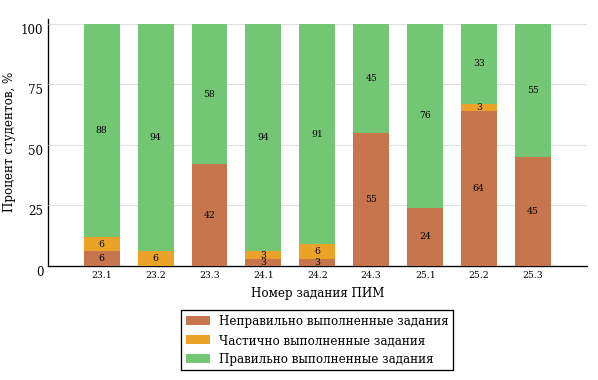 Процент студентов, %
100
75
50
25
0
88 94 58 94 91 45 76 33 55
6 6 42 3 6 55 24 3 45
6 3 3 64
23.1 23.2 23.3 24.1 24.2 24.3 25.1 25.2 25.3
Номер задания ПИМ
Неправильно выполненные задания
Частично выполненные задания
Правильно выполненные задания